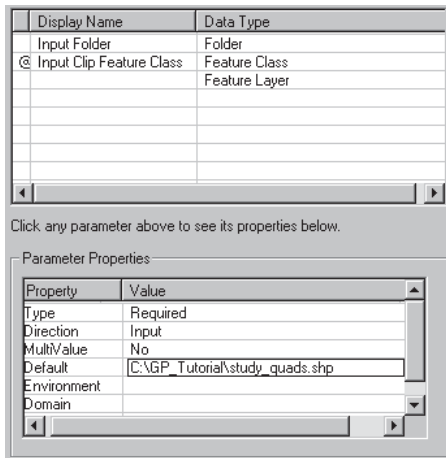 Display Name Data Type
Input Folder Folder
@ Input Clip Feature Class Feature Class
Feature Layer
Click any parameter above to see its properties below.
Parameter Properties
Property Value
Type Required
Direction Input
MultiValue No
Default C:\GP_Tutorial\study_quads.shp
Environment
Domain